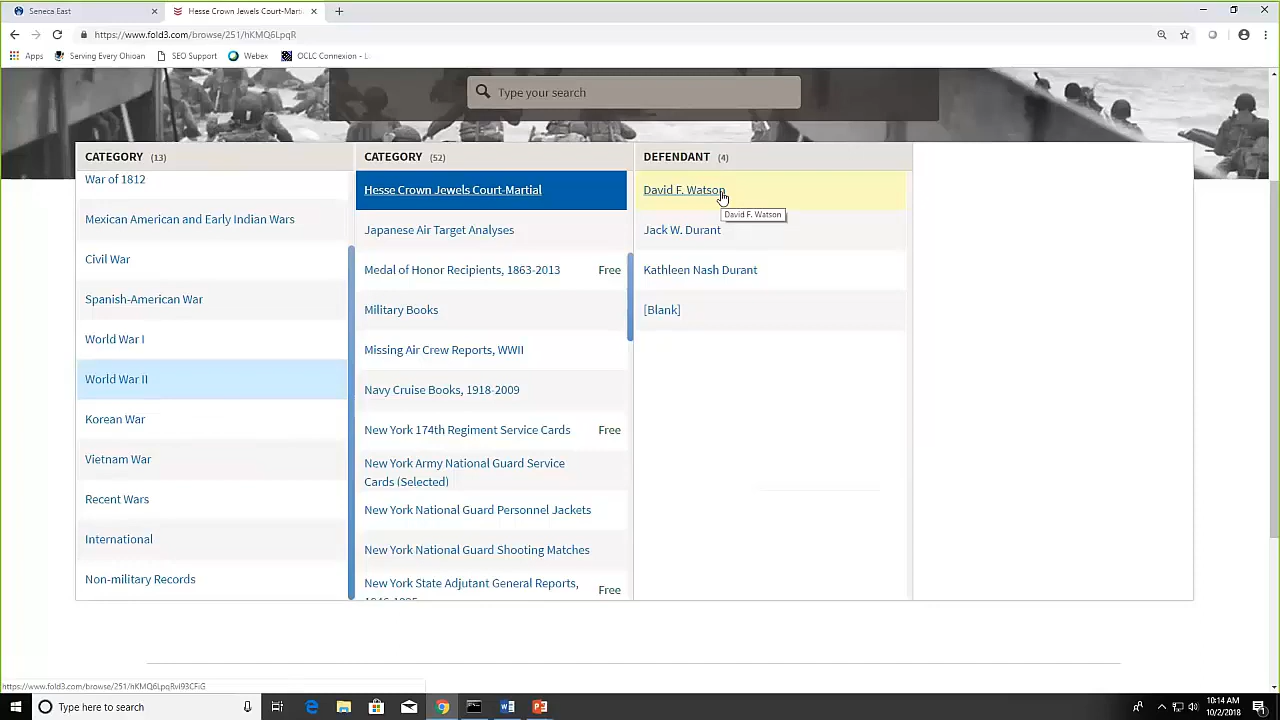 Seneca East
Hesse Crown Jewels Court-Marti
https://www.fold3.com/browse/251/hKMQ6LpqR
Apps
Serving Every Ohioan
SEO Support
Webex
OCLC Connexion - L
Type your search
CATEGORY (13)
War of 1812
Mexican American and Early Indian Wars
Civil War
Spanish-American War
World War I
World War II
Korean War
Vietnam War
Recent Wars
International
Non-military Records
CATEGORY (52)
Hesse Crown Jewels Court-Martial
Japanese Air Target Analyses
Medal of Honor Recipients, 1863-2013 Free
Military Books
Missing Air Crew Reports, WWII
Navy Cruise Books, 1918-2009
New York 174th Regiment Service Cards Free
New York Army National Guard Service
Cards (Selected)
New York National Guard Personnel Jackets
New York National Guard Shooting Matches
New York State Adjutant General Reports, Free
DEFENDANT (4)
David F. Watson
David F. Watson
Jack W. Durant
Kathleen Nash Durant
[Blank]
https://www.fold3.com/browse/251/hKMQ6LpqRvI93CFiG
Type here to search
10:14 AM
10/2/2018